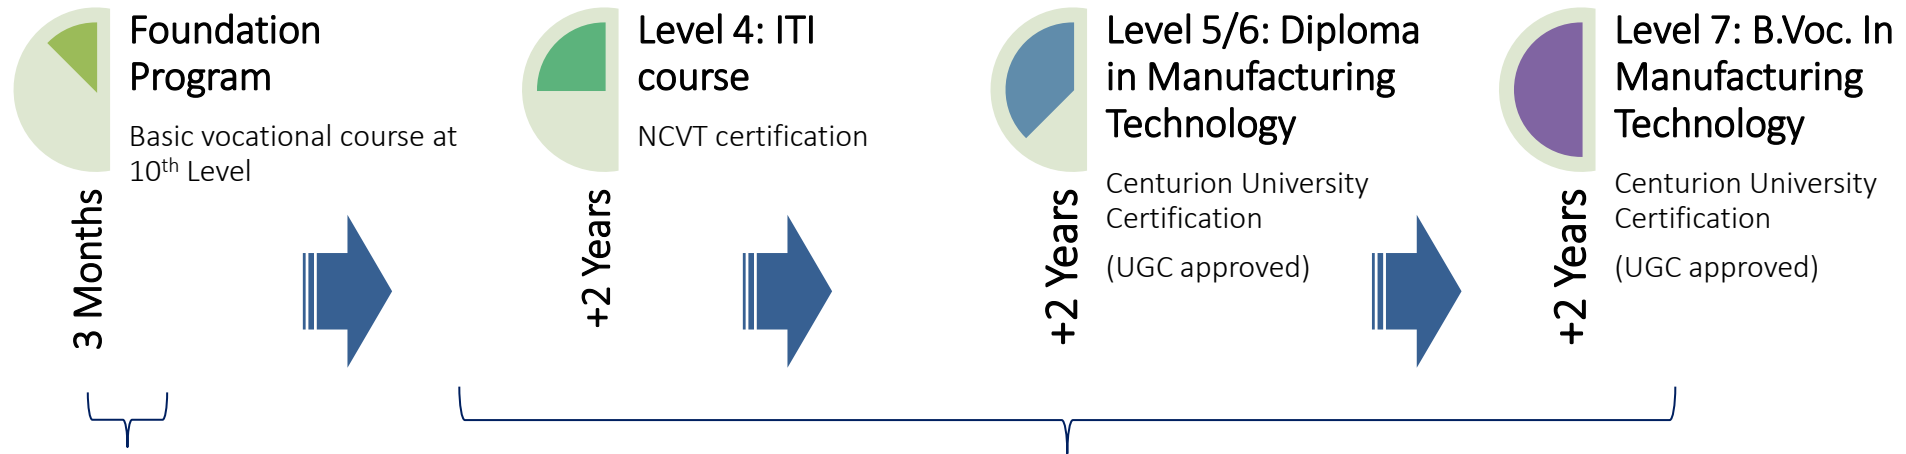 Foundation
Program
Basic vocational course at
10th Level
3 Months
Level 4: ITI
course
NCVT certification
+2 Years
Level 5/6: Diploma
in Manufacturing
Technology
Centurion University
Certification
(UGC approved)
+2 Years
Level 7: B.Voc. In
Manufacturing
Technology
Centurion University
Certification
(UGC approved)
+2 Years